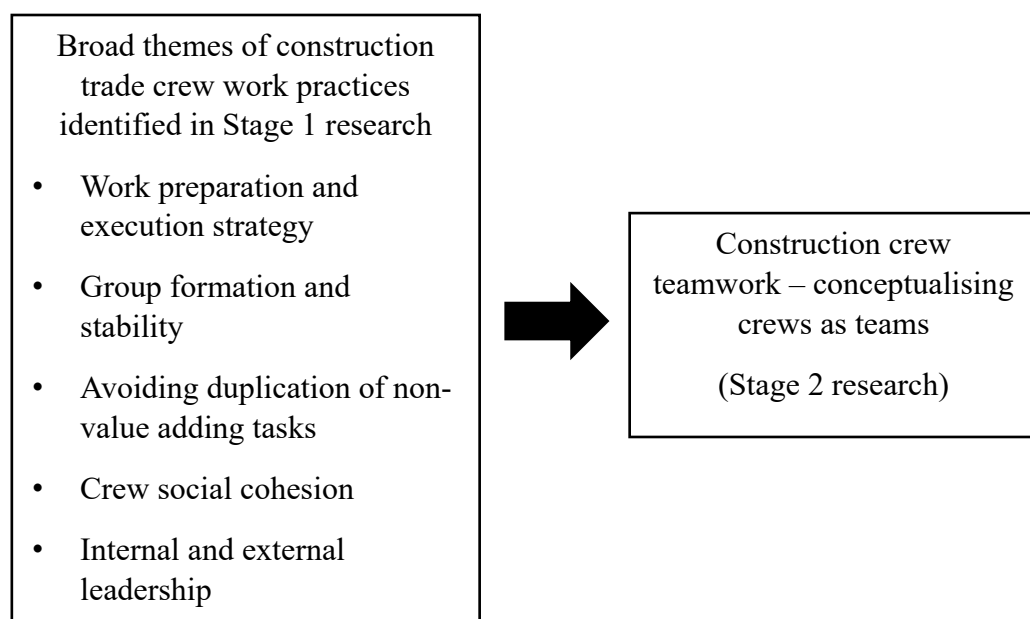 Broad themes of construction
trade crew work practices
identified in Stage 1 research
• Work preparation and
execution strategy
• Group formation and
stability
• Avoiding duplication of non-
value adding tasks
• Crew social cohesion
• Internal and external
leadership
Construction crew
teamwork – conceptualising
crews as teams
(Stage 2 research)